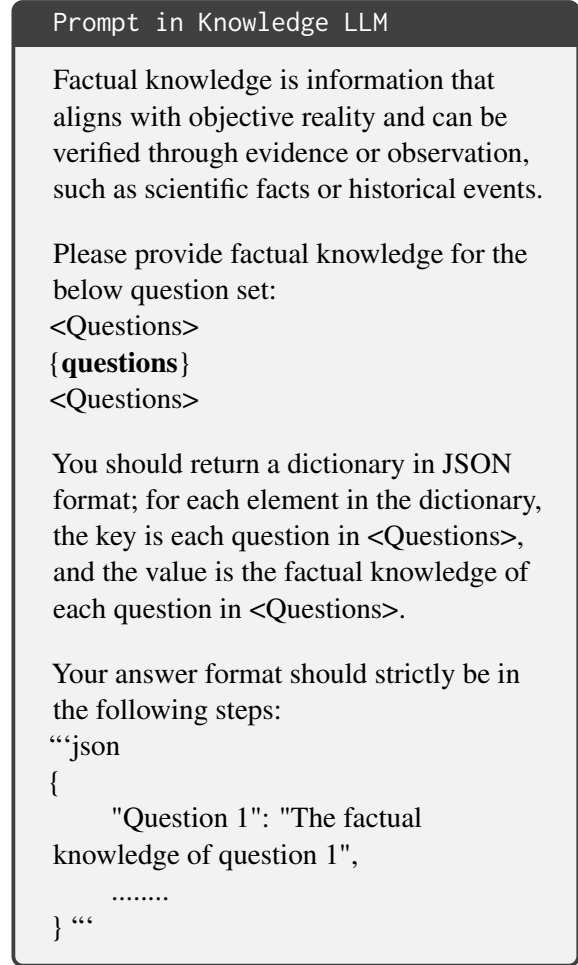 Prompt in Knowledge LLM
Factual knowledge is information that
aligns with objective reality and can be
verified through evidence or observation,
such as scientific facts or historical events.
Please provide factual knowledge for the
below question set:
<Questions>
{questions}
<Questions>
You should return a dictionary in JSON
format; for each element in the dictionary,
the key is each question in <Questions>,
and the value is the factual knowledge of
each question in <Questions>.
Your answer format should strictly be in
the following steps:
“‘json
{
"Question 1": "The factual
knowledge of question 1",
........
} “‘